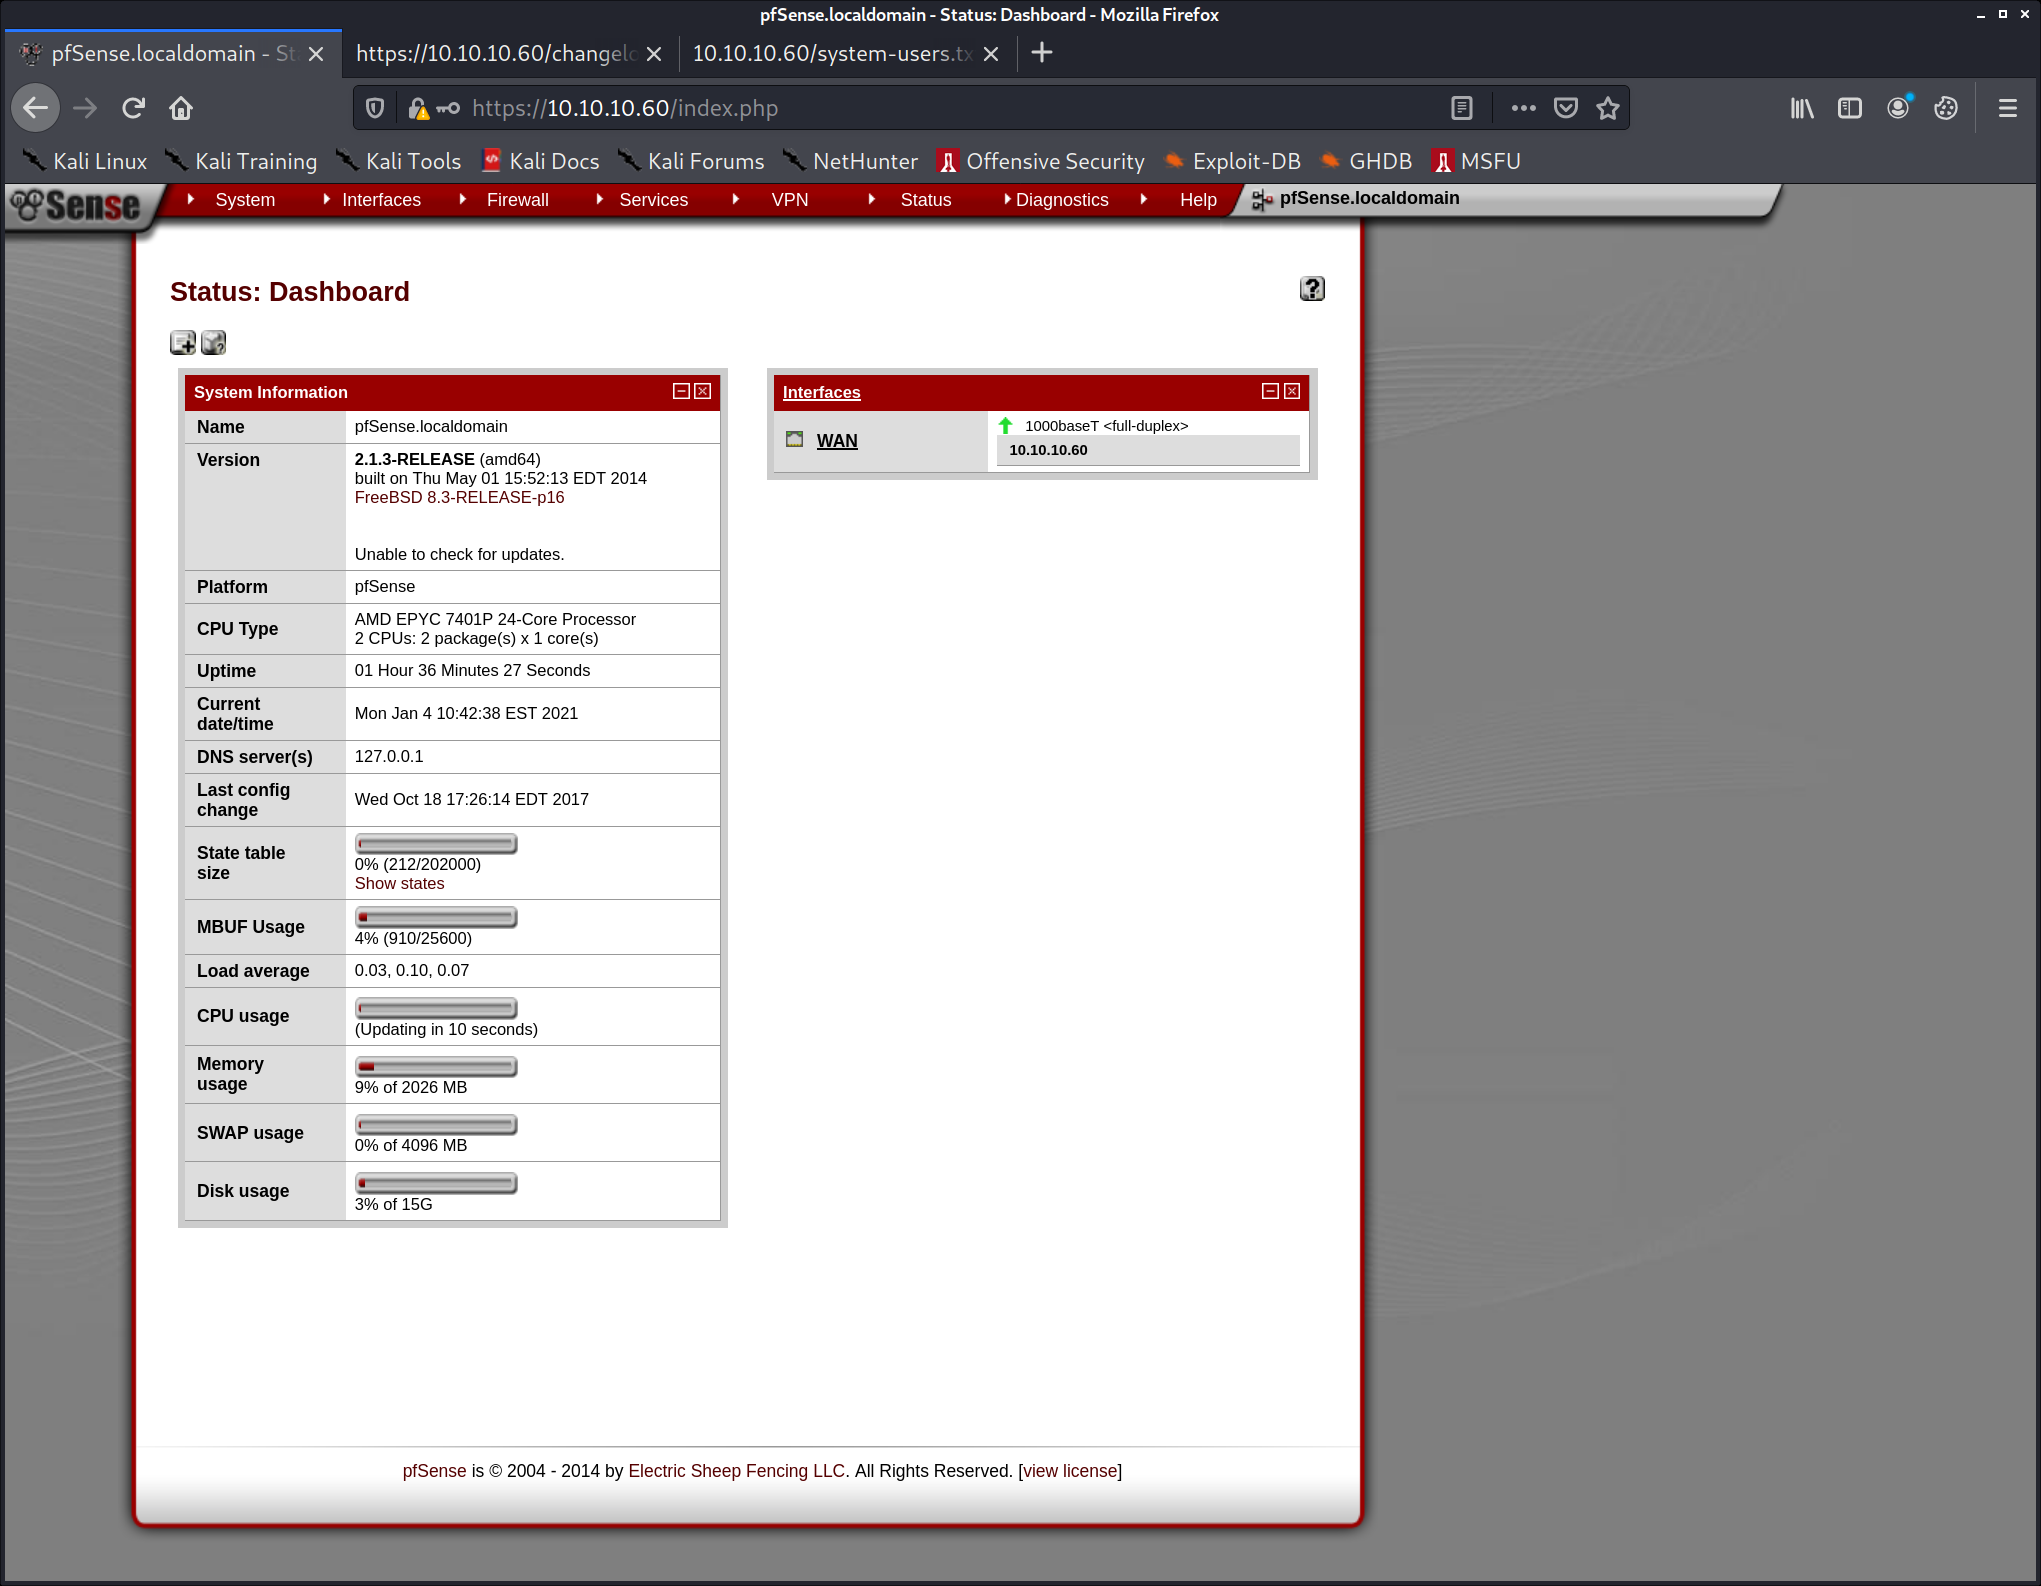 pfSense.localdomain - Status: Dashboard - Mozilla Firefox
pfSense.localdomain - St
https://10.10.10.60/changelo
10.10.10.60/system-users.tx
https://10.10.10.60/index.php
Kali Linux
Kali Training
Kali Tools
Kali Docs
Kali Forums
NetHunter
Offensive Security
Exploit-DB
GHDB
MSFU
Sense
System
Interfaces
Firewall
Services
VPN
Status
Diagnostics
Help
pfSense.localdomain
Status: Dashboard
System Information
Name
pfSense.localdomain
Version
2.1.3-RELEASE (amd64)
built on Thu May 01 15:52:13 EDT 2014
FreeBSD 8.3-RELEASE-p16
Unable to check for updates.
Platform
pfSense
CPU Type
AMD EPYC 7401P 24-Core Processor
2 CPUs: 2 package(s) x 1 core(s)
Uptime
01 Hour 36 Minutes 27 Seconds
Current
date/time
Mon Jan 4 10:42:38 EST 2021
DNS server(s)
127.0.0.1
Last config
change
Wed Oct 18 17:26:14 EDT 2017
State table
size
0% (212/202000)
Show states
MBUF Usage
4% (910/25600)
Load average
0.03, 0.10, 0.07
CPU usage
(Updating in 10 seconds)
Memory
usage
9% of 2026 MB
SWAP usage
0% of 4096 MB
Disk usage
3% of 15G
Interfaces
WAN
1000baseT <full-duplex>
10.10.10.60
pfSense is © 2004 - 2014 by Electric Sheep Fencing LLC. All Rights Reserved. [view license]